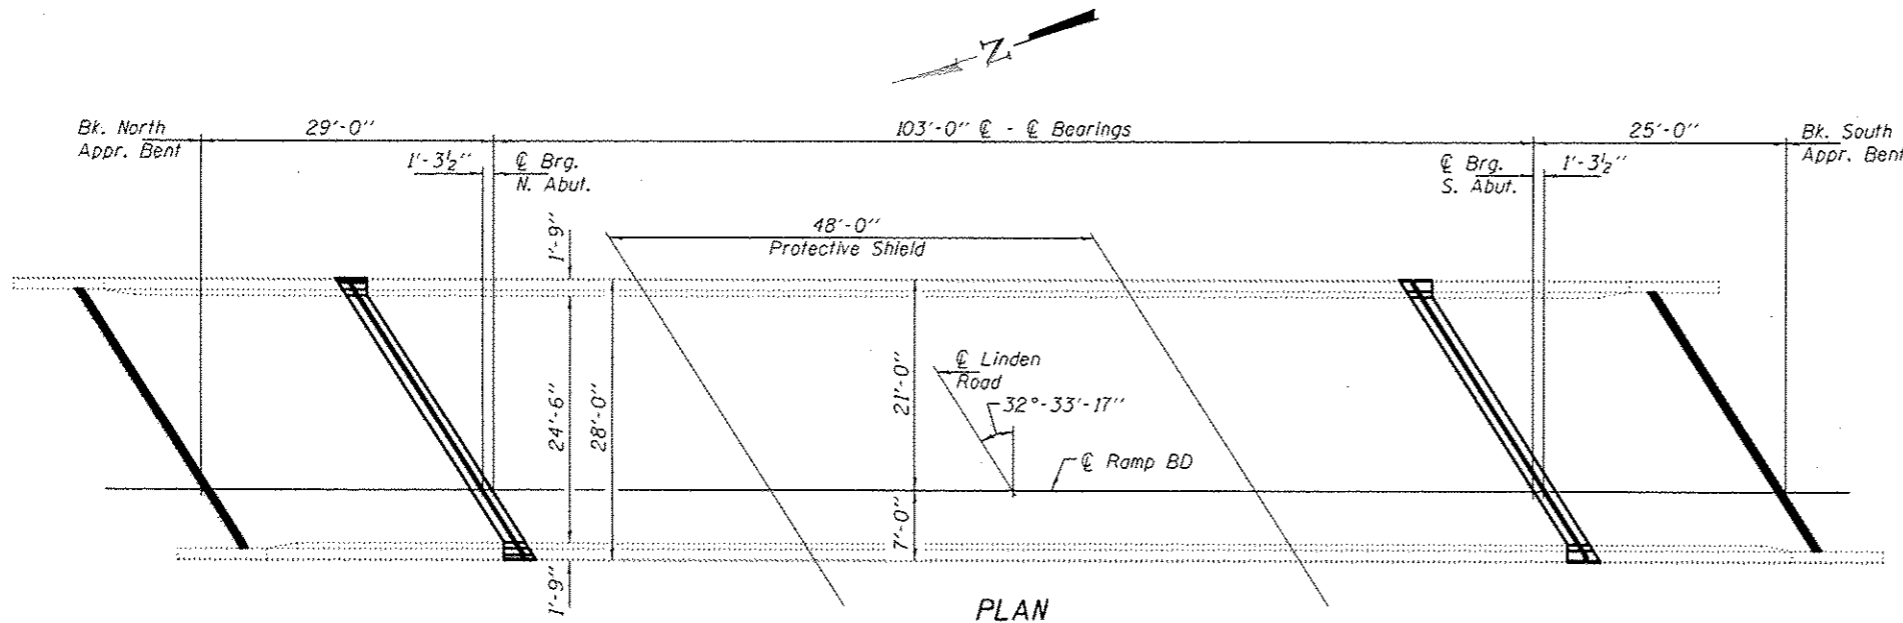 N
Bk. North
Appr. Bent
29'-0"
103'-0" ℄ - ℄ Bearings
25'-0"
Bk. South
Appr. Bent
1'-3½"
℄ Brg.
N. Abut.
℄ Brg.
S. Abut.
1'-3½"
1'-9"
48'-0"
Protective Shield
24'-6"
28'-0"
21'-0"
℄ Linden
Road
32°-33'-17"
℄ Ramp BD
7'-0"
1'-9"
PLAN